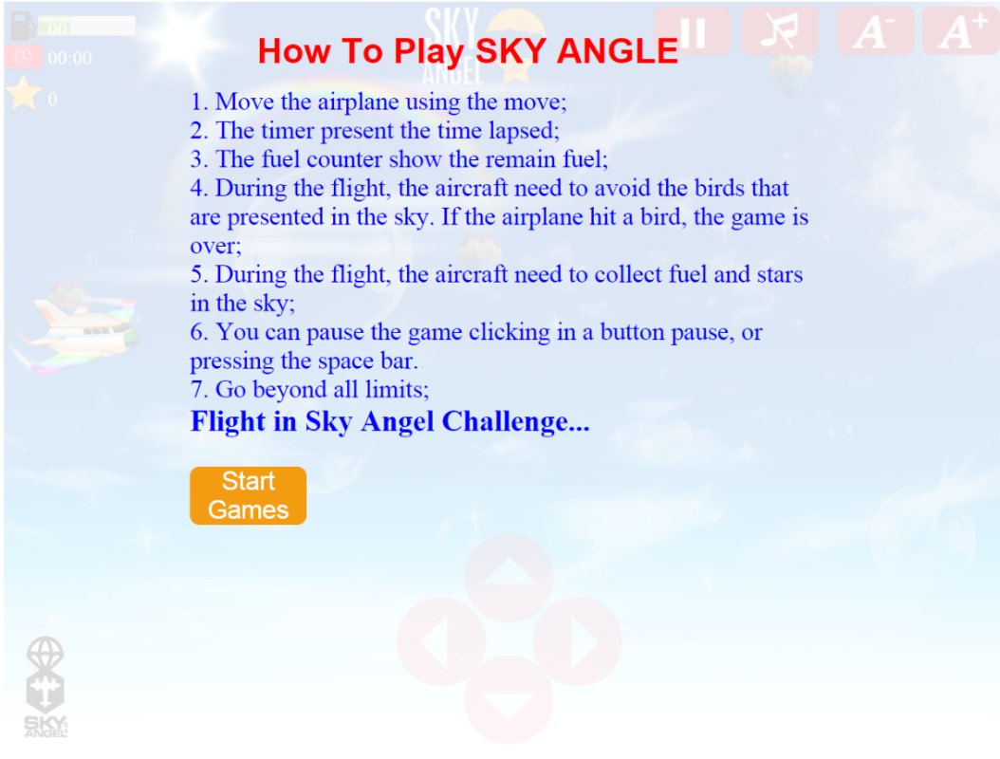 00
00:00
0
SKY
ANGEL
A-
A+
How To Play SKY ANGLE
1. Move the airplane using the move;
2. The timer present the time lapsed;
3. The fuel counter show the remain fuel;
4. During the flight, the aircraft need to avoid the birds that
are presented in the sky. If the airplane hit a bird, the game is
over;
5. During the flight, the aircraft need to collect fuel and stars
in the sky;
6. You can pause the game clicking in a button pause, or
pressing the space bar.
7. Go beyond all limits;
Flight in Sky Angel Challenge...
Start
Games
SKY
ANGEL